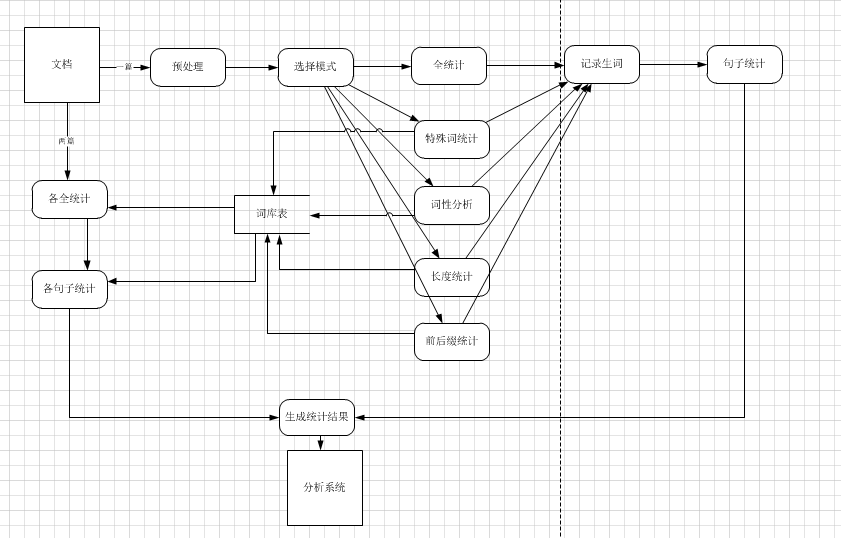 文档
一篇
预处理
选择模式
全统计
记录生词
句子统计
特殊词统计
两篇
各全统计
词库表
词性分析
各句子统计
长度统计
前后缀统计
生成统计结果
分析系统